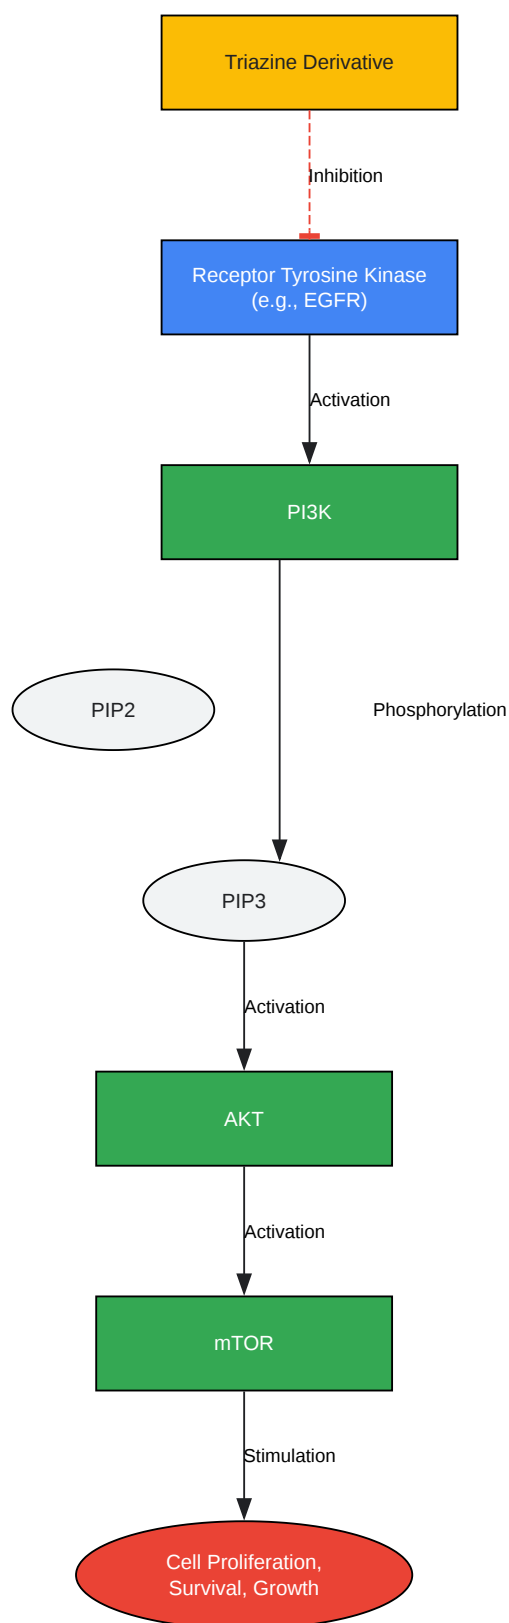 Triazine Derivative
Inhibition
Receptor Tyrosine Kinase
(e.g., EGFR)
Activation
PI3K
PIP2
Phosphorylation
PIP3
Activation
AKT
Activation
mTOR
Stimulation
Cell Proliferation,
Survival, Growth